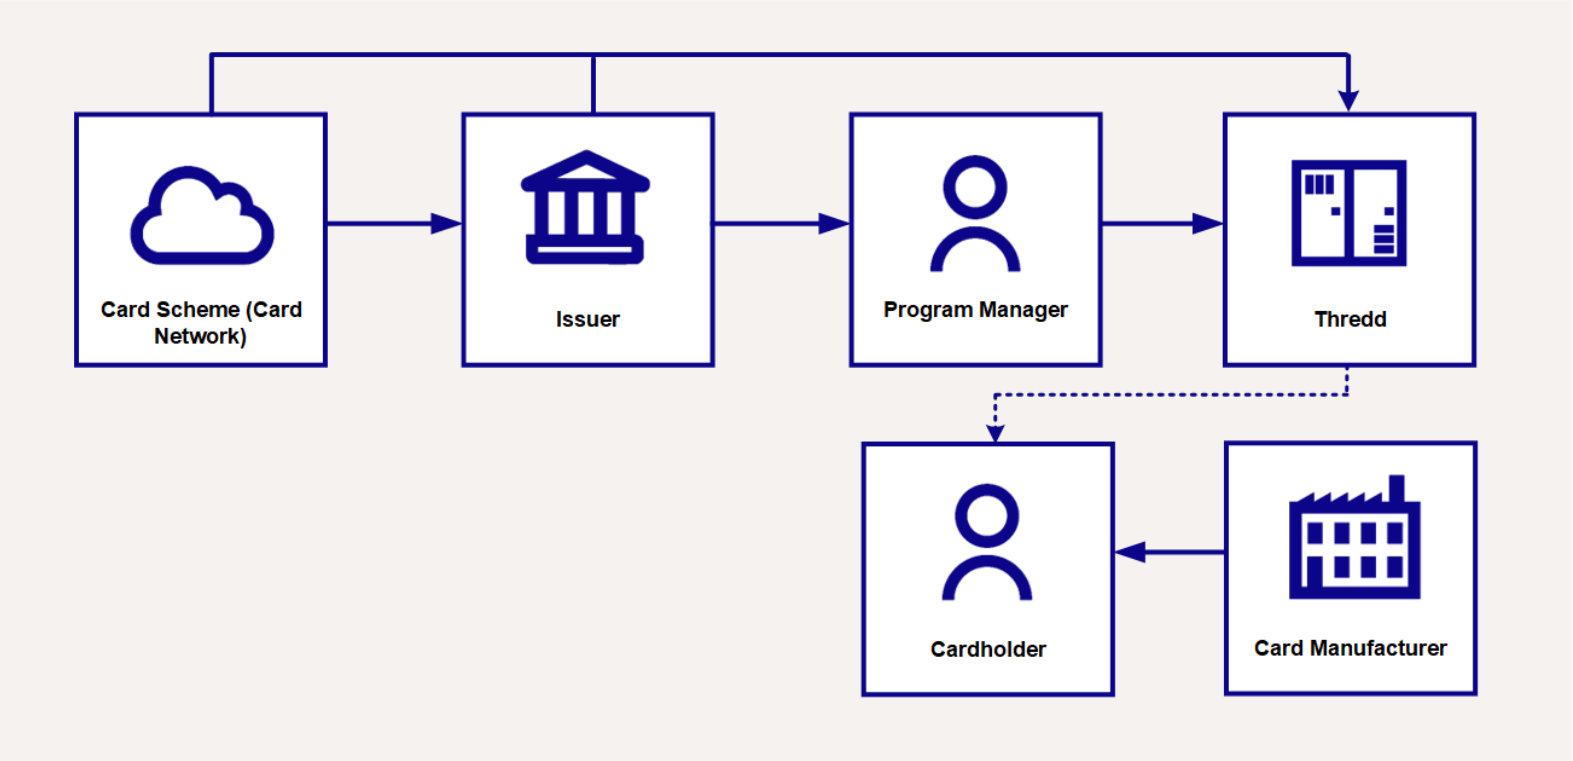 Card Scheme (Card
Network)
Issuer
Program Manager
Thredd
Cardholder
Card Manufacturer